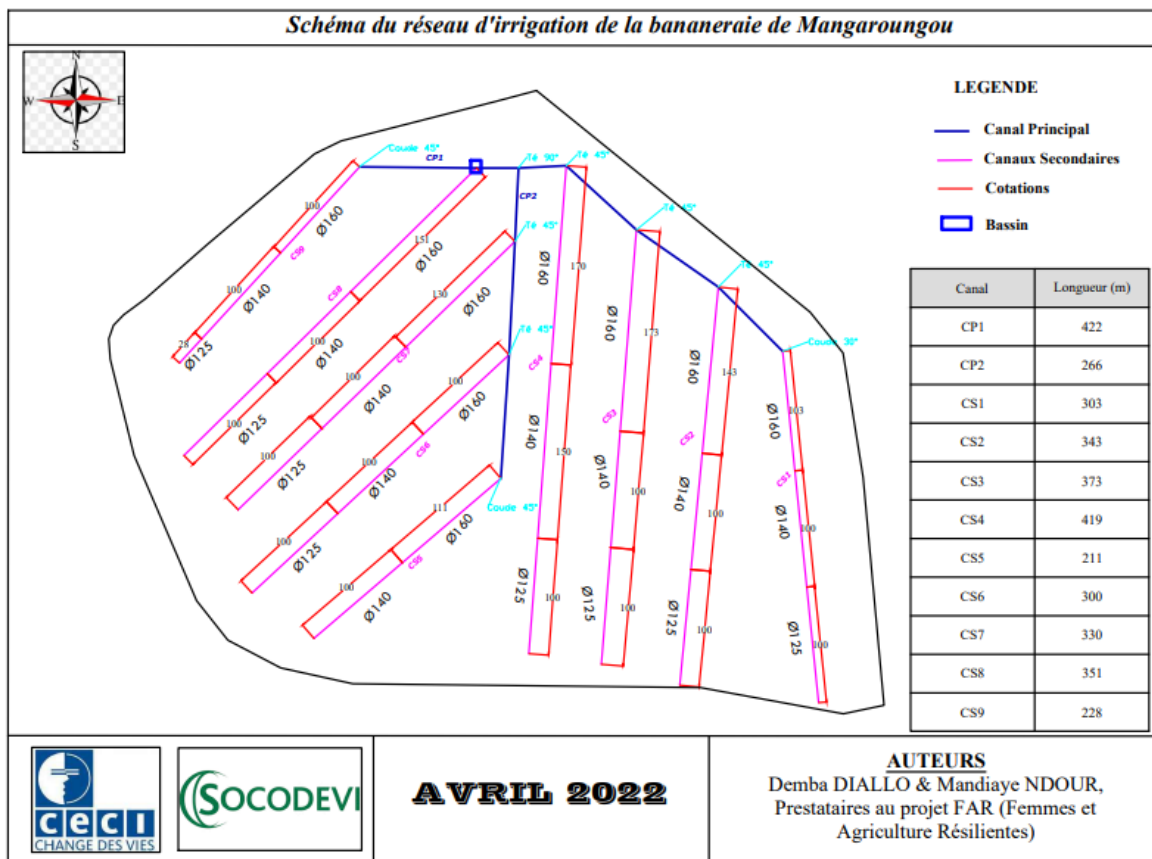 Schéma du réseau d'irrigation de la bananeraie de Mangaroungou
N
W E
S
LEGENDE
Canal Principal
Canaux Secondaires
Cotations
Bassin
Canal Longueur (m)
CP1 422
CP2 266
CS1 303
CS2 343
CS3 373
CS4 419
CS5 211
CS6 300
CS7 330
CS8 351
CS9 228
Coude 45°
CP1
Té 90°
Té 45°
CP2
Té 45°
Té 45°
Té 45°
Té 45°
Coude 45°
Coude 30°
100
Ø160
CS9
100
Ø140
28
Ø125
151
Ø160
CS8
100
Ø140
100
Ø125
130
Ø160
CS7
100
Ø140
100
Ø125
100
Ø160
CS6
100
Ø140
100
Ø125
111
Ø160
CS5
100
Ø140
Ø160
170
CS4
Ø140
150
Ø125
100
Ø160
173
CS3
Ø140
100
Ø125
100
Ø160
143
CS2
Ø140
100
Ø125
100
Ø160
103
CS1
Ø140
100
Ø125
100
ceci
CHANGE DES VIES
SOCODEVI
AVRIL 2022
AUTEURS
Demba DIALLO & Mandiaye NDOUR,
Prestataires au projet FAR (Femmes et
Agriculture Résilientes)